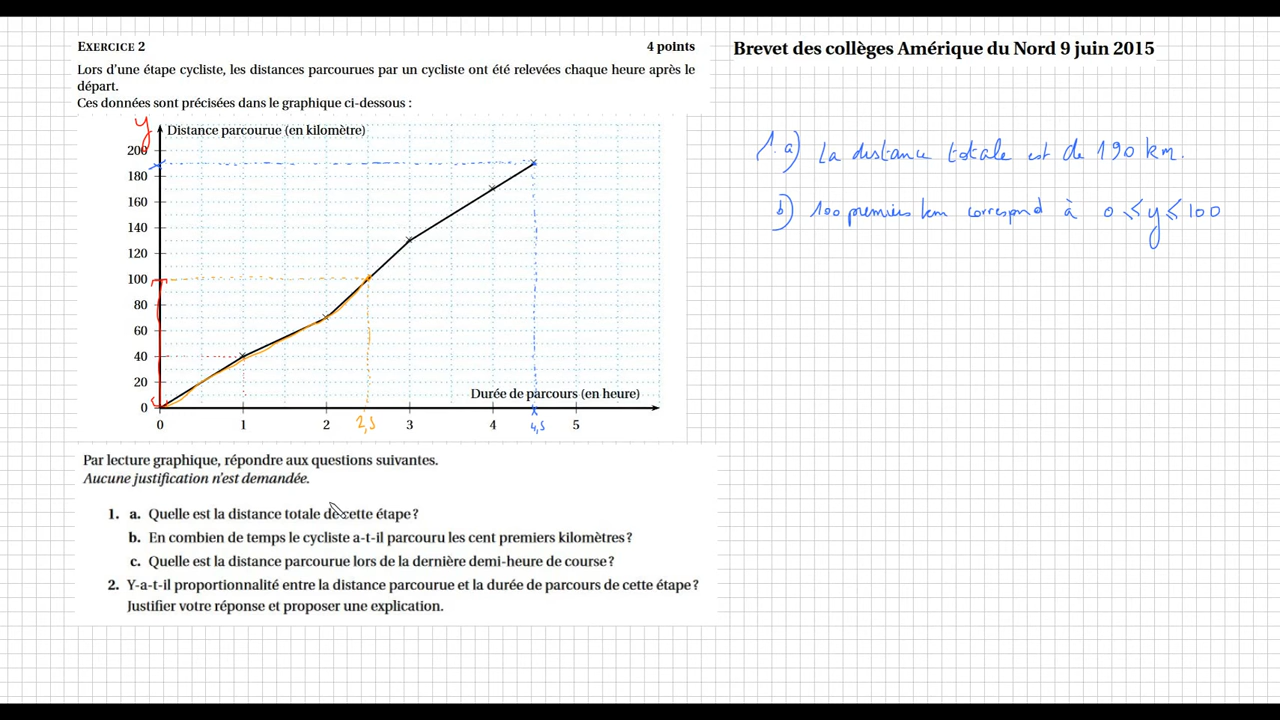 EXERCICE 2 4 points
Brevet des collèges Amérique du Nord 9 juin 2015
Lors d'une étape cycliste, les distances parcourues par un cycliste ont été relevées chaque heure après le
départ.
Ces données sont précisées dans le graphique ci-dessous :
y
Distance parcourue (en kilomètre)
200
180
160
140
120
100
80
60
40
20
0
Durée de parcours (en heure)
0 1 2 2,5 3 4 4,5 5
Par lecture graphique, répondre aux questions suivantes.
Aucune justification n'est demandée.
1. a. Quelle est la distance totale de cette étape ?
b. En combien de temps le cycliste a-t-il parcouru les cent premiers kilomètres ?
c. Quelle est la distance parcourue lors de la dernière demi-heure de course ?
2. Y-a-t-il proportionnalité entre la distance parcourue et la durée de parcours de cette étape ?
Justifier votre réponse et proposer une explication.
1. a) La distance totale est de 190 km.
b) 100 premiers km correspond à 0 ⩽ y ⩽ 100